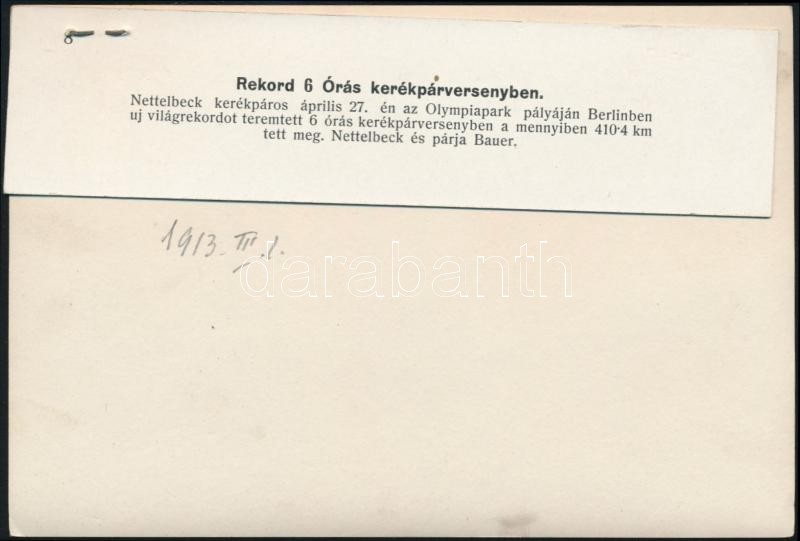 Rekord 6 Órás kerékpárversenyben.
Nettelbeck kerékpáros április 27. én az Olympiapark pályáján Berlinben
uj világrekordot teremtett 6 órás kerékpárversenyben a mennyiben 410·4 km
tett meg. Nettelbeck és párja Bauer.
1913. III. 1.
darabanth